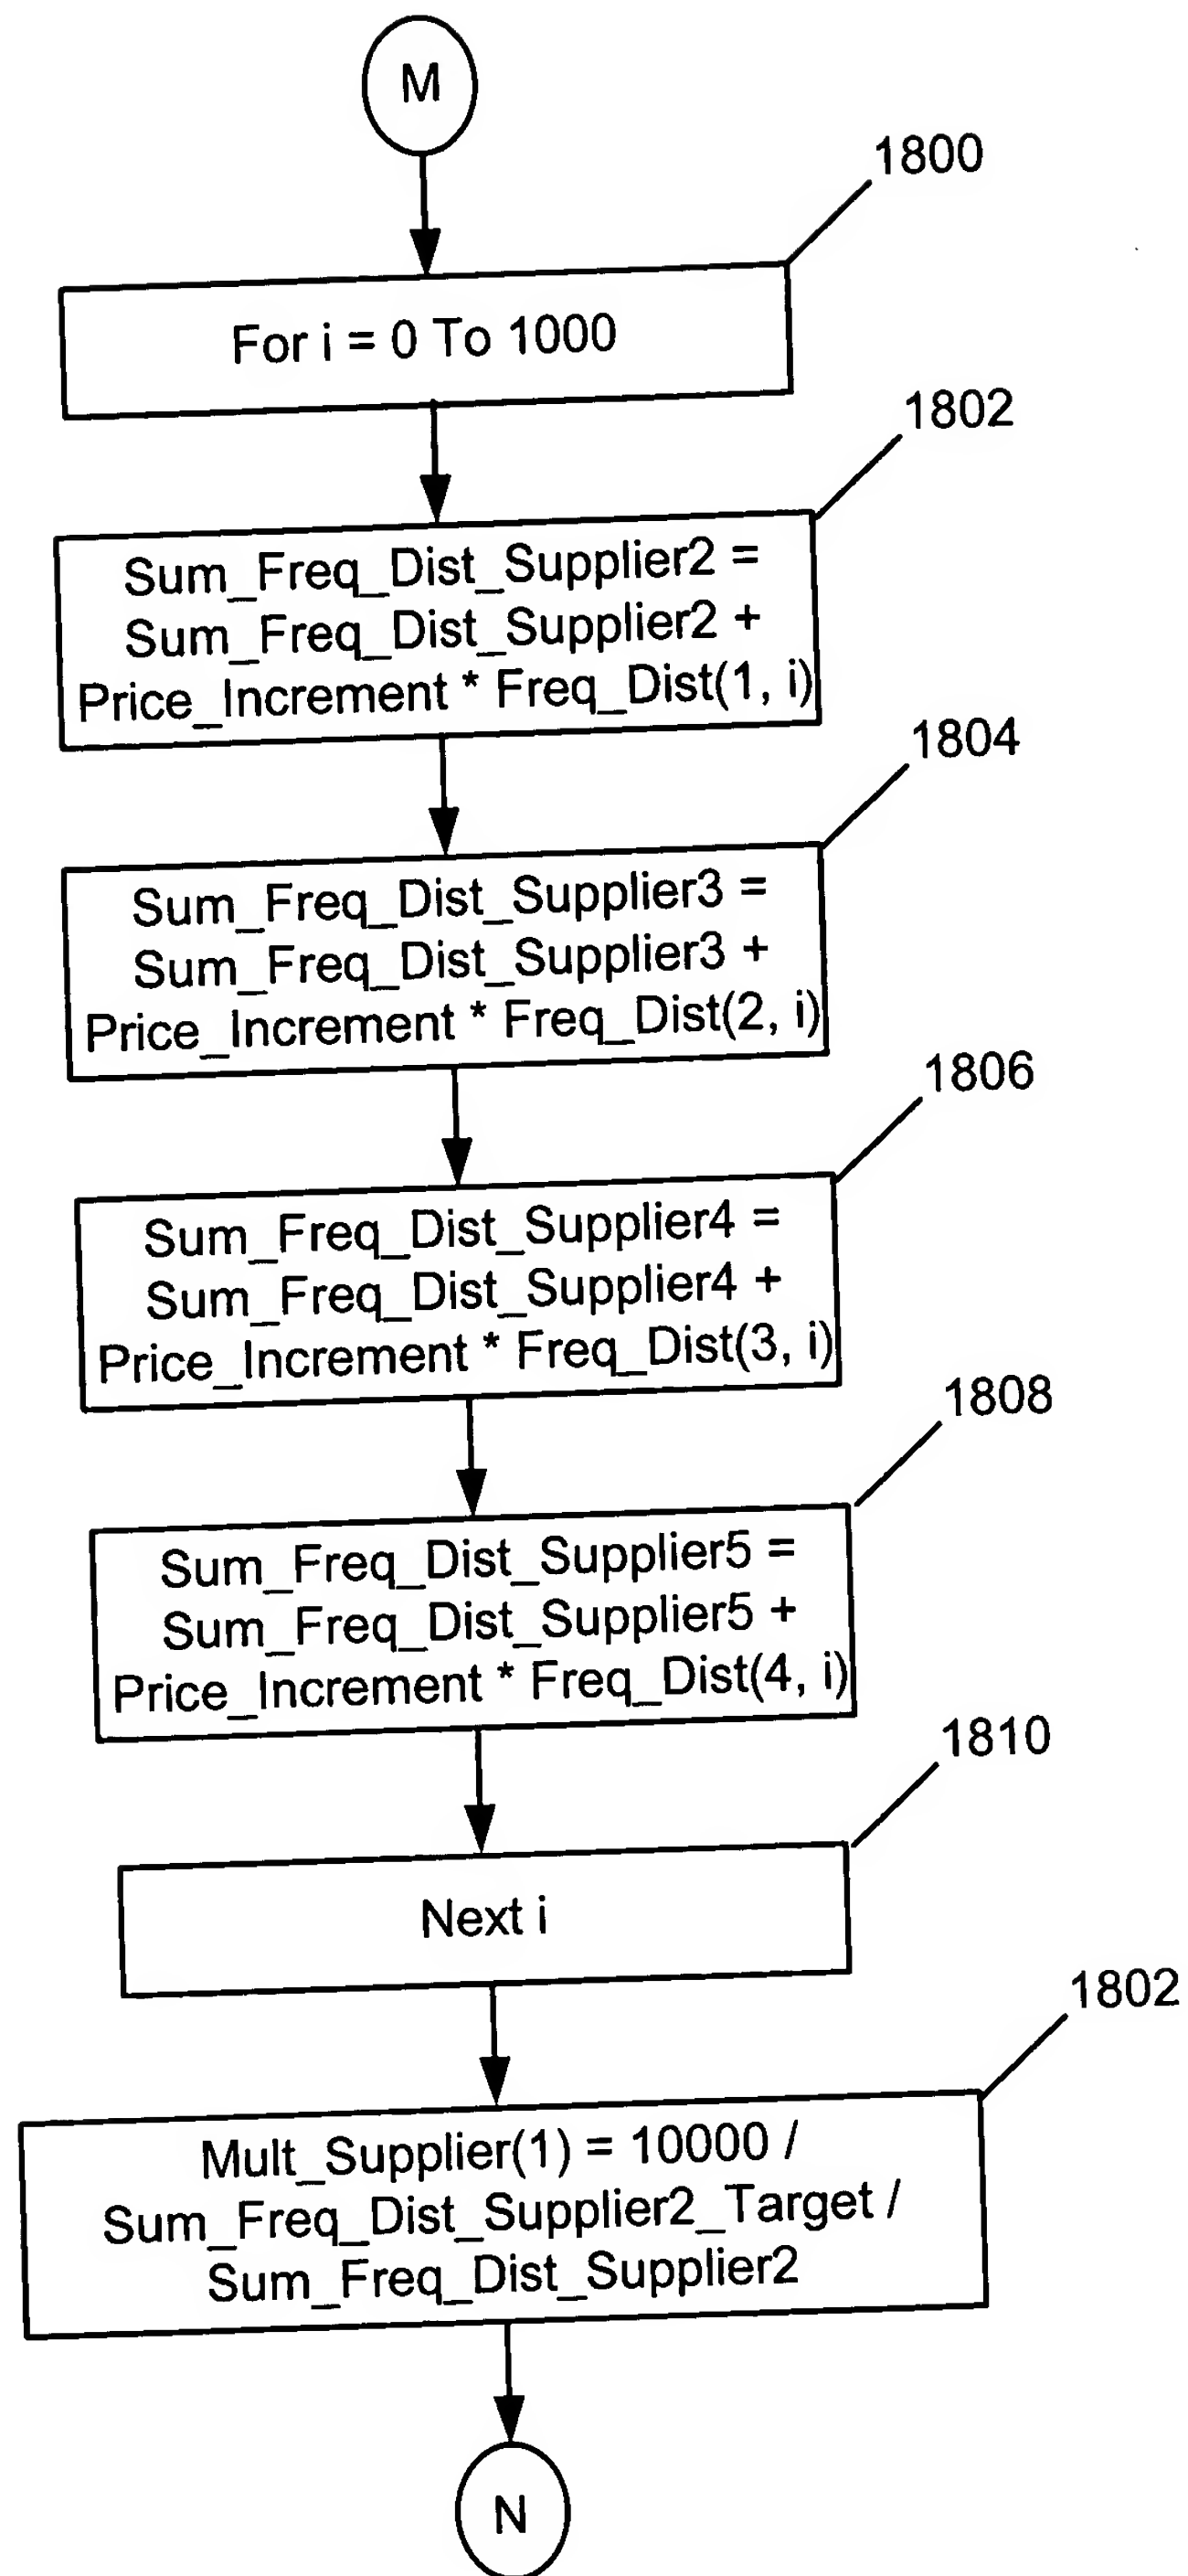 M
1800
For i = 0 To 1000
1802
Sum_Freq_Dist_Supplier2 =
Sum_Freq_Dist_Supplier2 +
Price_Increment * Freq_Dist(1, i)
1804
Sum_Freq_Dist_Supplier3 =
Sum_Freq_Dist_Supplier3 +
Price_Increment * Freq_Dist(2, i)
1806
Sum_Freq_Dist_Supplier4 =
Sum_Freq_Dist_Supplier4 +
Price_Increment * Freq_Dist(3, i)
1808
Sum_Freq_Dist_Supplier5 =
Sum_Freq_Dist_Supplier5 +
Price_Increment * Freq_Dist(4, i)
1810
Next i
1802
Mult_Supplier(1) = 10000 /
Sum_Freq_Dist_Supplier2_Target /
Sum_Freq_Dist_Supplier2
N